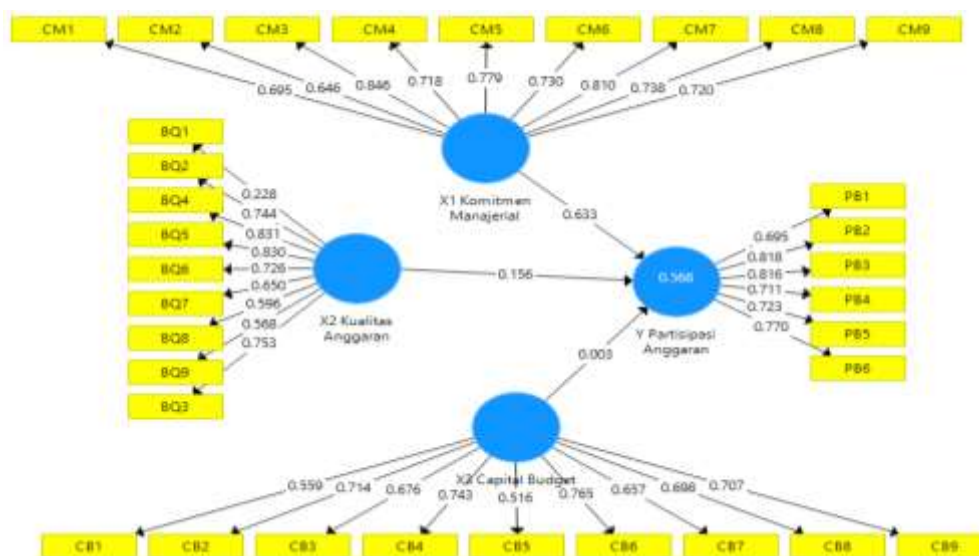 CM1 CM2 CM3 CM4 CM5 CM6 CM7 CM8 CM9
0.695 0.646 0.846 0.718 0.779 0.730 0.810 0.738 0.720
X1 Komitmen
Manajerial
BQ1
BQ2
BQ4
BQ5
BQ6
BQ7
BQ8
BQ9
BQ3
0.228
0.744
0.831
0.830
0.726
0.650
0.596
0.568
0.753
X2 Kualitas
Anggaran
0.633
0.156
0.003
0.568
Y Partisipasi
Anggaran
0.695
0.818
0.816
0.711
0.723
0.770
PB1
PB2
PB3
PB4
PB5
PB6
X3 Capital Budget
0.559 0.714 0.676 0.743 0.516 0.765 0.657 0.698 0.707
CB1 CB2 CB3 CB4 CB5 CB6 CB7 CB8 CB9